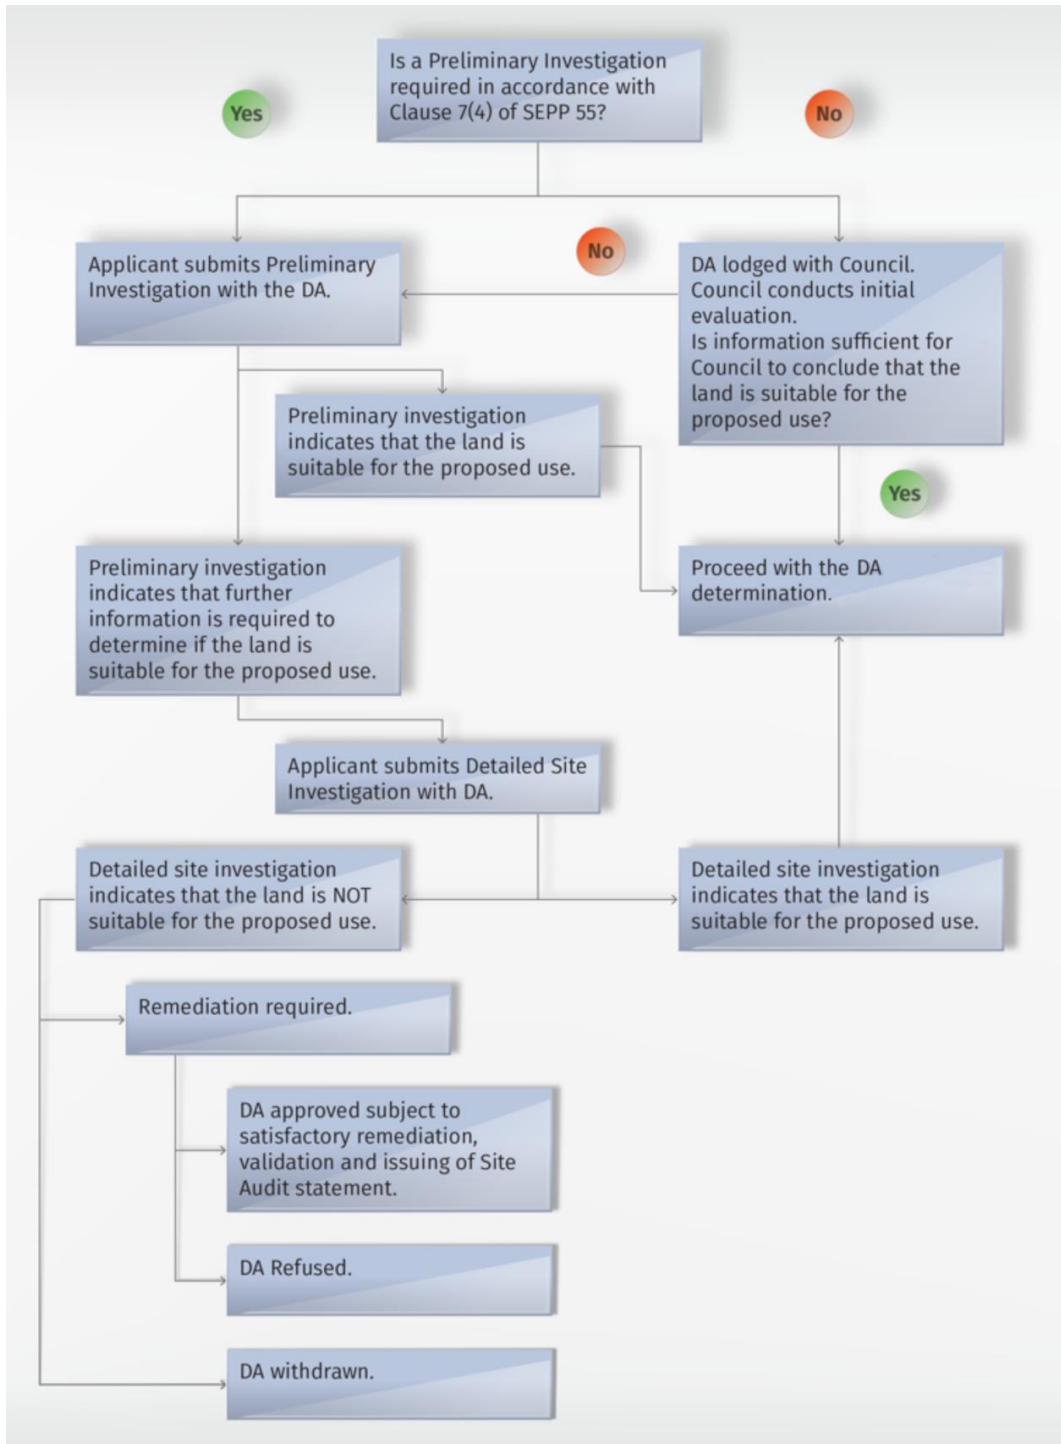 Is a Preliminary Investigation
required in accordance with
Clause 7(4) of SEPP 55?
Yes
No
Applicant submits Preliminary
Investigation with the DA.
No
DA lodged with Council.
Council conducts initial
evaluation.
Is information sufficient for
Council to conclude that the
land is suitable for the
proposed use?
Preliminary investigation
indicates that the land is
suitable for the proposed use.
Yes
Preliminary investigation
indicates that further
information is required to
determine if the land is
suitable for the proposed use.
Proceed with the DA
determination.
Applicant submits Detailed Site
Investigation with DA.
Detailed site investigation
indicates that the land is NOT
suitable for the proposed use.
Detailed site investigation
indicates that the land is
suitable for the proposed use.
Remediation required.
DA approved subject to
satisfactory remediation,
validation and issuing of Site
Audit statement.
DA Refused.
DA withdrawn.